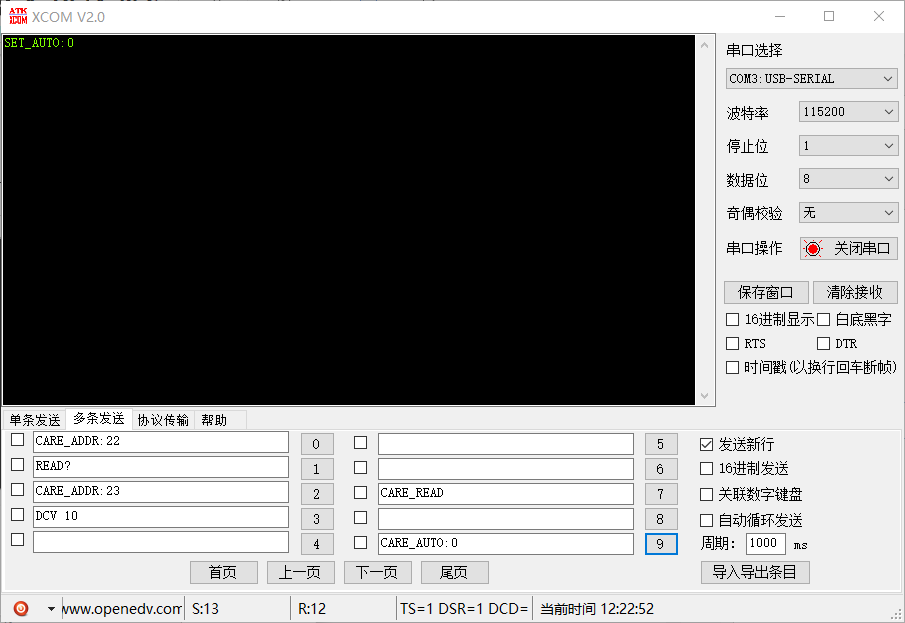 ATK XCOM XCOM V2.0
SET_AUTO:0
串口选择
COM3:USB-SERIAL
波特率 115200
停止位 1
数据位 8
奇偶校验 无
串口操作 关闭串口
保存窗口 清除接收
16进制显示 白底黑字
RTS DTR
时间戳(以换行回车断帧)
单条发送 多条发送 协议传输 帮助
CARE_ADDR:22 0 5 发送新行
READ? 1 6 16进制发送
CARE_ADDR:23 2 CARE_READ 7 关联数字键盘
DCV 10 3 8 自动循环发送
4 CARE_AUTO:0 9 周期: 1000 ms
首页 上一页 下一页 尾页 导入导出条目
www.openedv.com S:13 R:12 TS=1 DSR=1 DCD= 当前时间 12:22:52